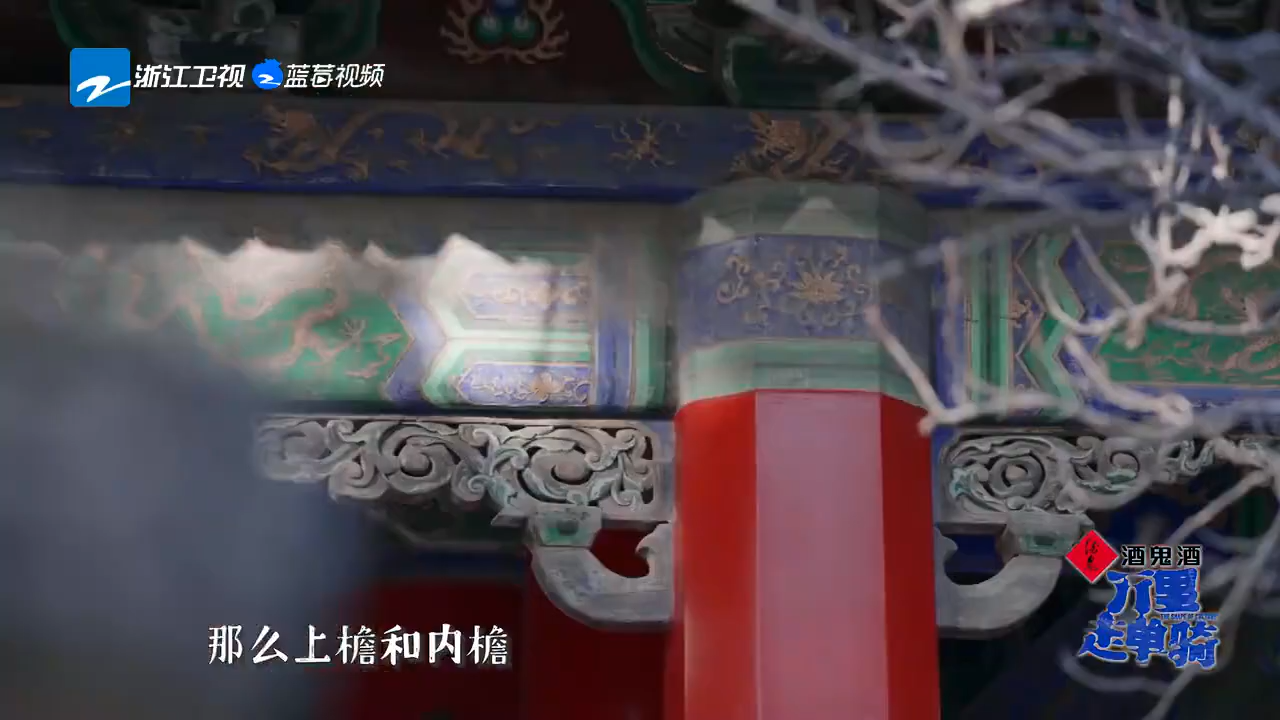 浙江卫视 蓝莓视频
酒鬼酒
万里
走单骑
那么上檐和内檐